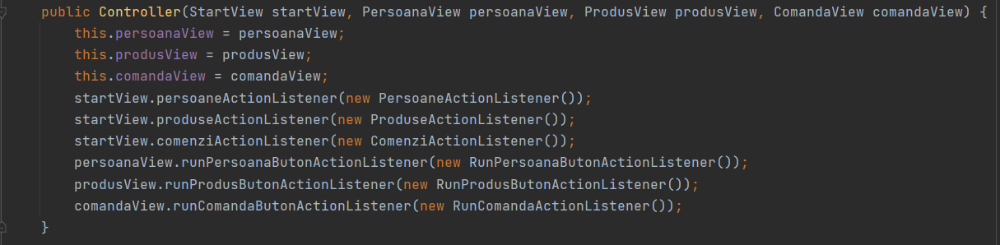 public Controller(StartView startView, PersoanaView persoanaView, ProdusView produsView, ComandaView comandaView) {
this.persoanaView = persoanaView;
this.produsView = produsView;
this.comandaView = comandaView;
startView.persoaneActionListener(new PersoaneActionListener());
startView.produseActionListener(new ProduseActionListener());
startView.comenziActionListener(new ComenziActionListener());
persoanaView.runPersoanaButonActionListener(new RunPersoanaButonActionListener());
produsView.runProdusButonActionListener(new RunProdusButonActionListener());
comandaView.runComandaButonActionListener(new RunComandaActionListener());
}